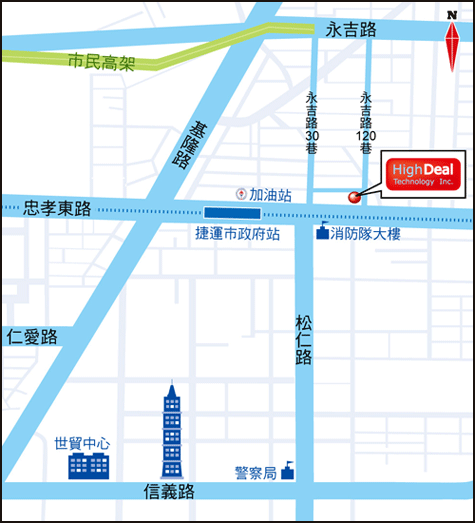 N
永吉路
市民高架
永吉路30巷
永吉路120巷
基隆路
HighDeal
Technology Inc.
加油站
忠孝東路
捷運市政府站
消防隊大樓
仁愛路
松仁路
世貿中心
警察局
信義路